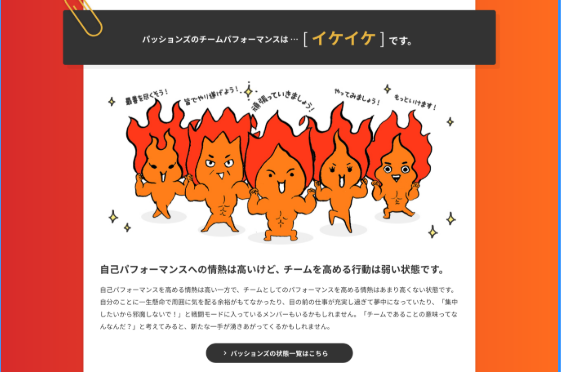 パッションズのチームパフォーマンスは … [ イケイケ ] です。
最善を尽くそう！
皆でやり遂げよう！
頑張っていきましょう！
やってみましょう！
もっといけます！
自己パフォーマンスへの情熱は高いけど、チームを高める行動は弱い状態です。
自己パフォーマンスを高める情熱は高い一方で、チームとしてのパフォーマンスを高める情熱はあまり高くない状態です。
自分のことに一生懸命で周囲に気を配る余裕がもてなかったり、目の前の仕事が充実し過ぎて夢中になっていたり、「集中
したいから邪魔しないで！」と戦闘モードに入っているメンバーもいるかもしれません。「チームであることの意味ってな
んなんだ？」と考えてみると、新たな一手が湧きあがってくるかもしれません。
› パッションズの状態一覧はこちら